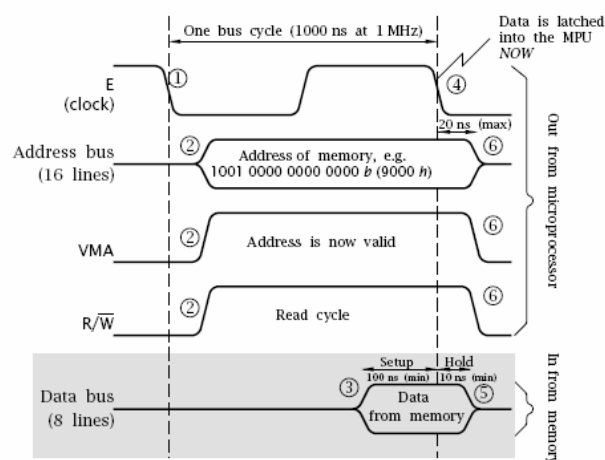 One bus cycle (1000 ns at 1 MHz)
Data is latched
into the MPU
NOW
E
(clock)
①
④
20 ns (max)
Address bus
(16 lines)
②
Address of memory, e.g.
1001 0000 0000 0000 b (9000 h)
⑥
VMA
②
Address is now valid
⑥
R/W̅
②
Read cycle
⑥
Out from microprocessor
Data bus
(8 lines)
③
Setup
100 ns (min)
Hold
10 ns (min)
Data
from memory
⑤
In from memory